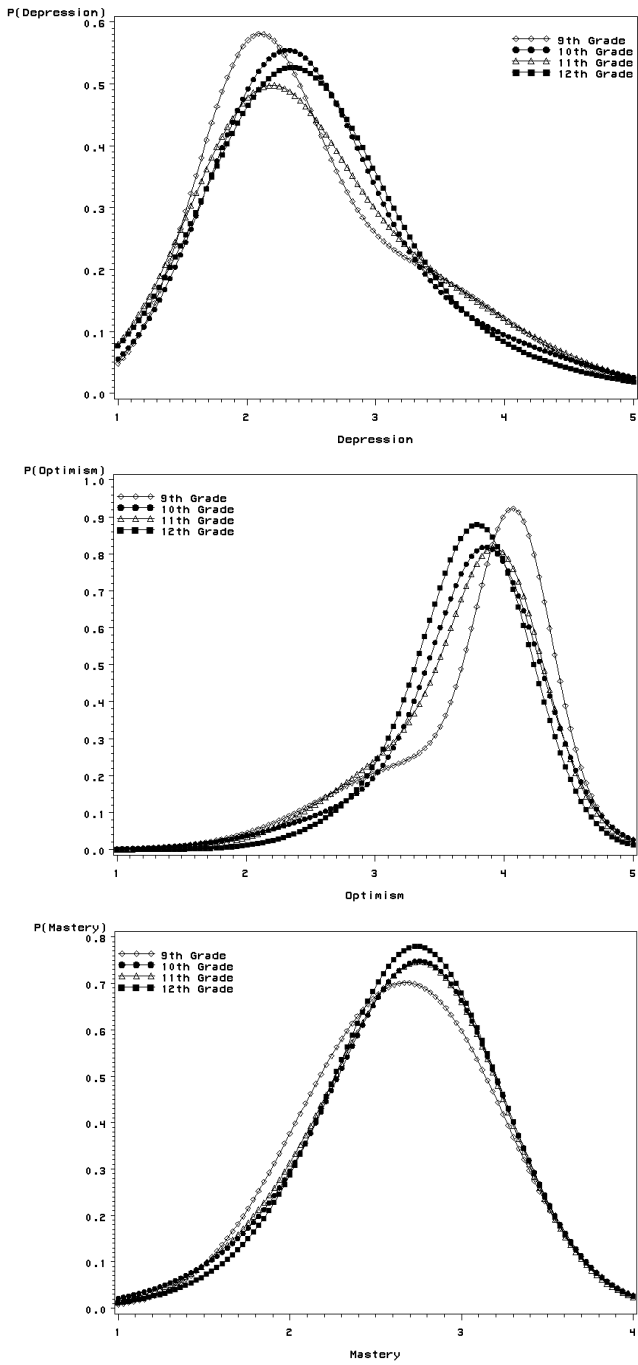 P(Depression)
0.6
0.5
0.4
0.3
0.2
0.1
0.0
9th Grade
10th Grade
11th Grade
12th Grade
1 2 3 4 5
Depression
P(Optimism)
1.0
0.9
0.8
0.7
0.6
0.5
0.4
0.3
0.2
0.1
0.0
9th Grade
10th Grade
11th Grade
12th Grade
1 2 3 4 5
Optimism
P(Mastery)
0.8
0.7
0.6
0.5
0.4
0.3
0.2
0.1
0.0
9th Grade
10th Grade
11th Grade
12th Grade
1 2 3 4
Mastery